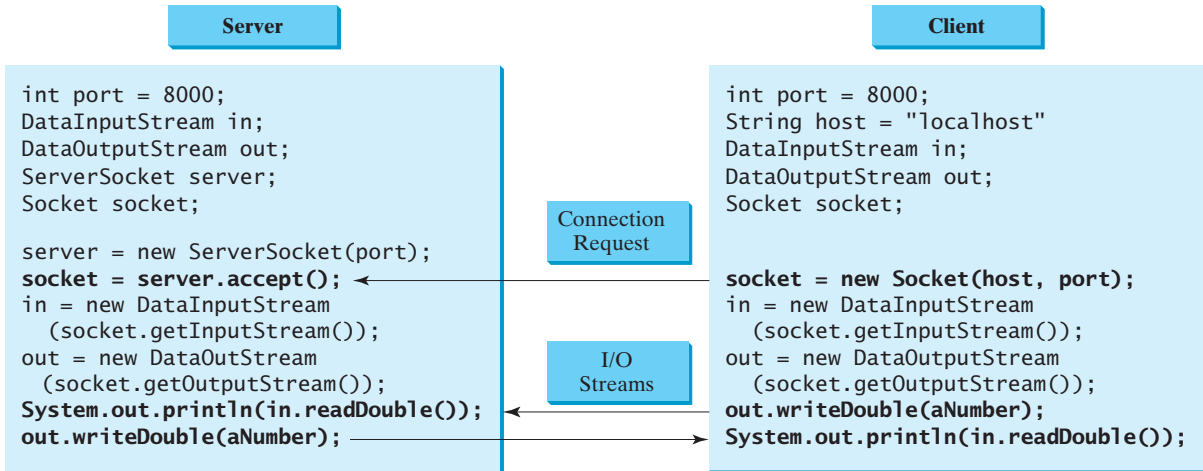 Server
int port = 8000;
DataInputStream in;
DataOutputStream out;
ServerSocket server;
Socket socket;
server = new ServerSocket(port);
socket = server.accept();
in = new DataInputStream
(socket.getInputStream());
out = new DataOutStream
(socket.getOutputStream());
System.out.println(in.readDouble());
out.writeDouble(aNumber);
Connection
Request
I/O
Streams
Client
int port = 8000;
String host = "localhost"
DataInputStream in;
DataOutputStream out;
Socket socket;
socket = new Socket(host, port);
in = new DataInputStream
(socket.getInputStream());
out = new DataOutputStream
(socket.getOutputStream());
out.writeDouble(aNumber);
System.out.println(in.readDouble());